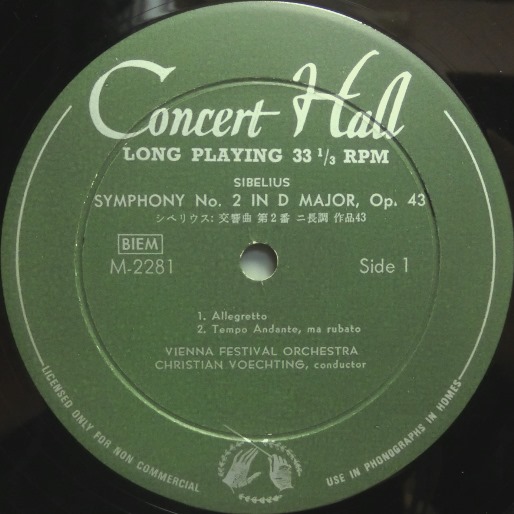 Concert Hall
LONG PLAYING 33 1/3 RPM
SIBELIUS
SYMPHONY No. 2 IN D MAJOR, Op. 43
シベリウス: 交響曲 第2番 ニ長調 作品43
BIEM
M-2281
Side 1
1. Allegretto
2. Tempo Andante, ma rubato
VIENNA FESTIVAL ORCHESTRA
CHRISTIAN VOECHTING, conductor
LICENSED ONLY FOR NON COMMERCIAL
USE IN PHONOGRAPHS IN HOMES